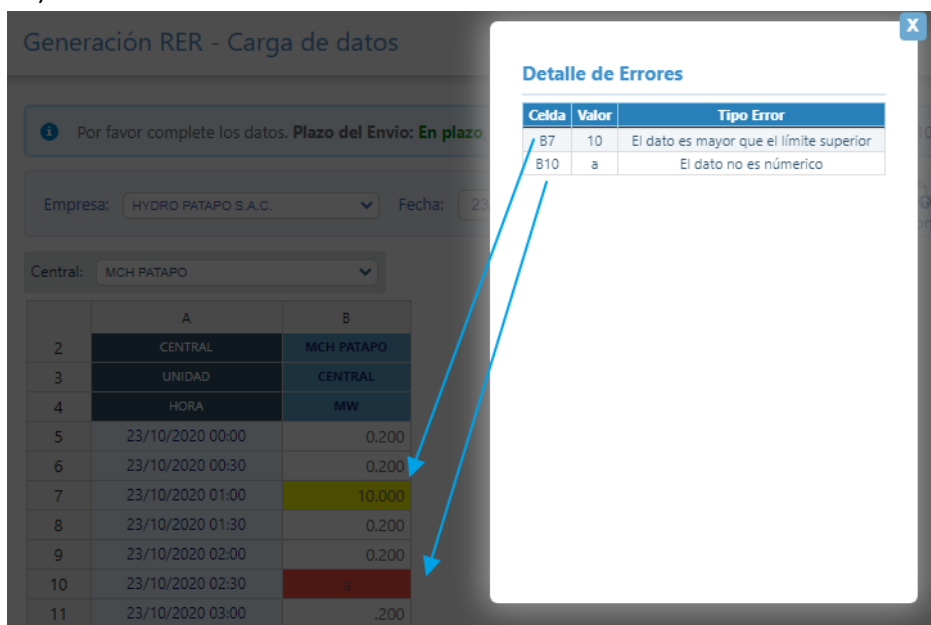 Generación RER - Carga de datos
X
Detalle de Errores
Celda Valor Tipo Error
B7 10 El dato es mayor que el límite superior
B10 a El dato no es númerico
Por favor complete los datos. Plazo del Envio: En plazo,
Empresa: HYDRO PATAPO S.A.C. Fecha: 23
Central: MCH PATAPO
A B
2 CENTRAL MCH PATAPO
3 UNIDAD CENTRAL
4 HORA MW
5 23/10/2020 00:00 0.200
6 23/10/2020 00:30 0.200
7 23/10/2020 01:00 10.000
8 23/10/2020 01:30 0.200
9 23/10/2020 02:00 0.200
10 23/10/2020 02:30 a
11 23/10/2020 03:00 .200